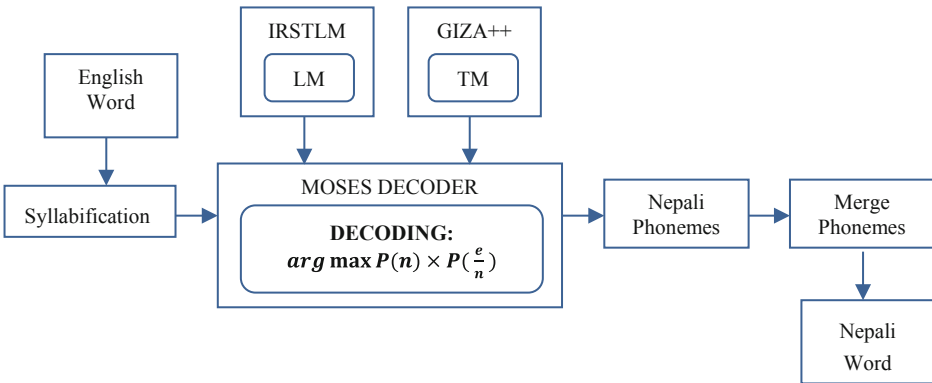 English
Word
Syllabification
IRSTLM
LM
GIZA++
TM
MOSES DECODER
DECODING:
arg max P(n) × P(e/n)
Nepali
Phonemes
Merge
Phonemes
Nepali
Word